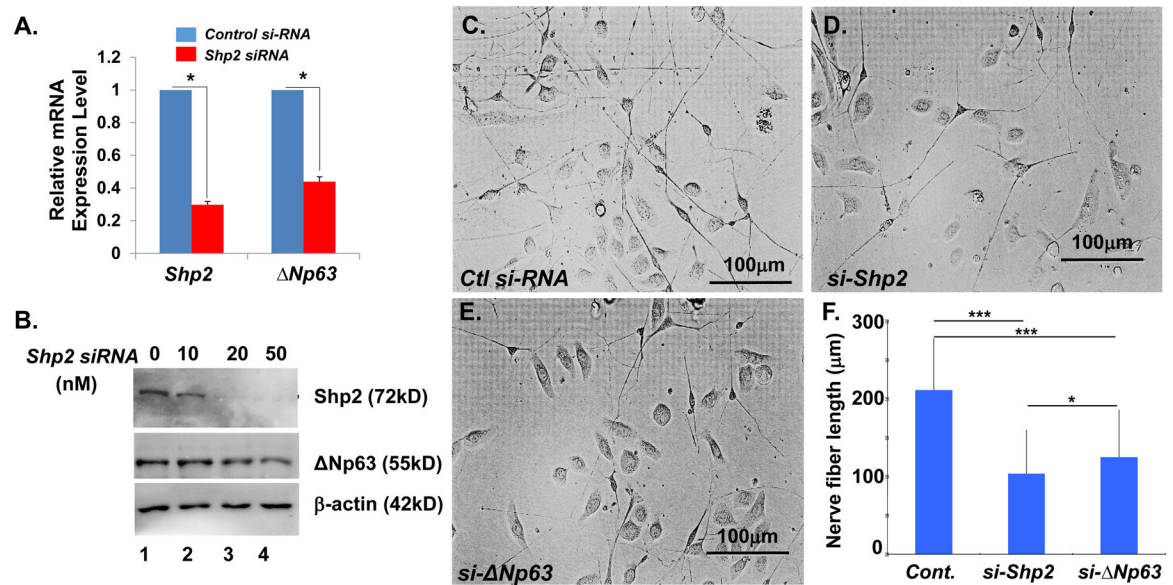 A.
Control si-RNA
Shp2 siRNA
1.2
1
0.8
0.6
0.4
0.2
0
Relative mRNA
Expression Level
*
*
Shp2
ΔNp63
B.
Shp2 siRNA 0 10 20 50
(nM)
Shp2 (72kD)
ΔNp63 (55kD)
β-actin (42kD)
1 2 3 4
C.
Ctl si-RNA
100μm
D.
si-Shp2
100μm
E.
si-ΔNp63
100μm
F.
300
200
100
0
Nerve fiber length (μm)
***
***
*
Cont.
si-Shp2
si-ΔNp63